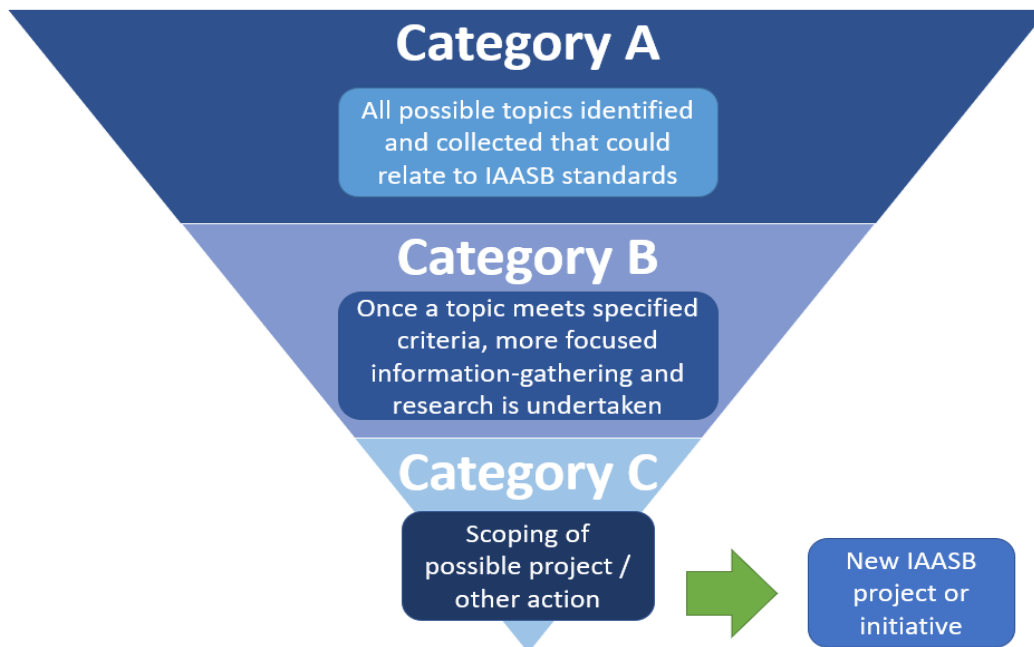 Category A
All possible topics identified
and collected that could
relate to IAASB standards
Category B
Once a topic meets specified
criteria, more focused
information-gathering and
research is undertaken
Category C
Scoping of
possible project /
other action
New IAASB
project or
initiative